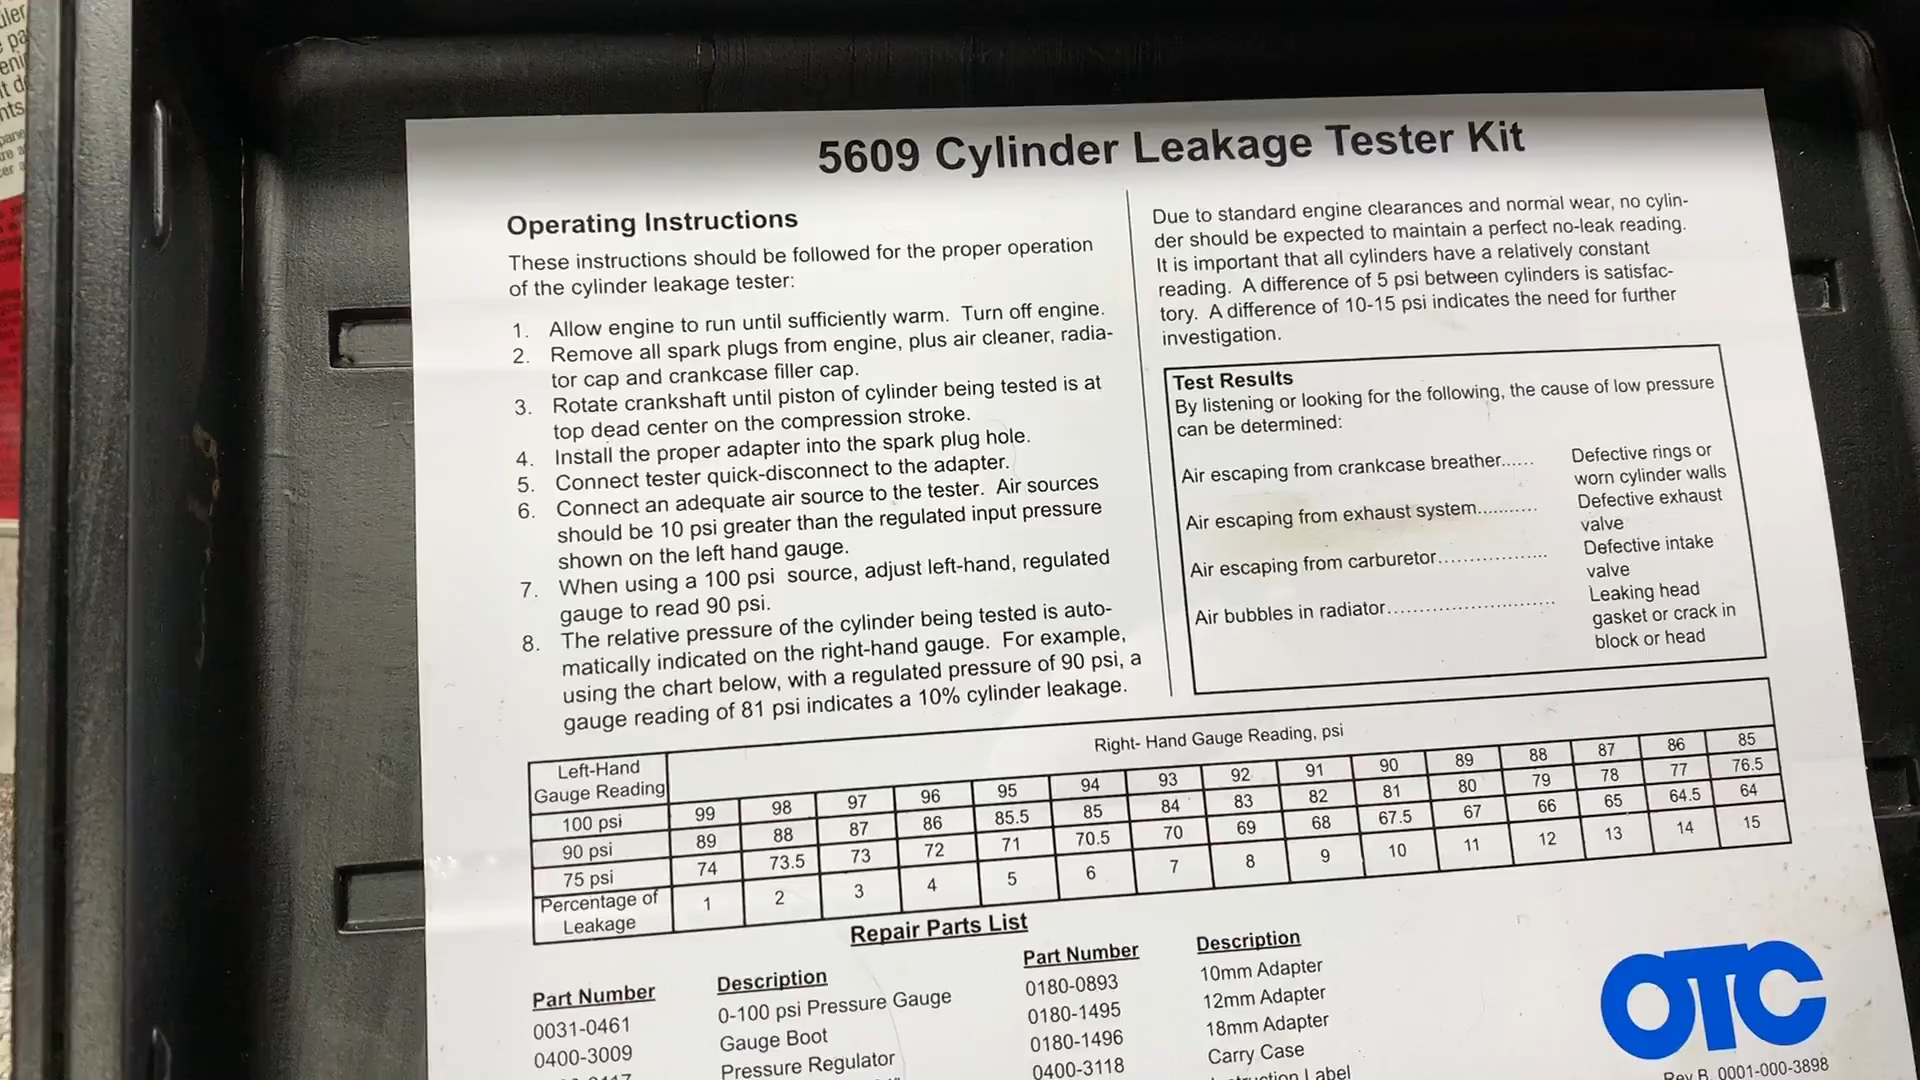 5609 Cylinder Leakage Tester Kit
Operating Instructions
These instructions should be followed for the proper operation
of the cylinder leakage tester:
1. Allow engine to run until sufficiently warm. Turn off engine.
2. Remove all spark plugs from engine, plus air cleaner, radia-
tor cap and crankcase filler cap.
3. Rotate crankshaft until piston of cylinder being tested is at
top dead center on the compression stroke.
4. Install the proper adapter into the spark plug hole.
5. Connect tester quick-disconnect to the adapter.
6. Connect an adequate air source to the tester. Air sources
should be 10 psi greater than the regulated input pressure
shown on the left hand gauge.
7. When using a 100 psi source, adjust left-hand, regulated
gauge to read 90 psi.
8. The relative pressure of the cylinder being tested is auto-
matically indicated on the right-hand gauge. For example,
using the chart below, with a regulated pressure of 90 psi, a
gauge reading of 81 psi indicates a 10% cylinder leakage.
Due to standard engine clearances and normal wear, no cylin-
der should be expected to maintain a perfect no-leak reading.
It is important that all cylinders have a relatively constant
reading. A difference of 5 psi between cylinders is satisfac-
tory. A difference of 10-15 psi indicates the need for further
investigation.
Test Results
By listening or looking for the following, the cause of low pressure
can be determined:
Air escaping from crankcase breather...... Defective rings or
worn cylinder walls
Air escaping from exhaust system........... Defective exhaust
valve
Air escaping from carburetor.................. Defective intake
valve
Air bubbles in radiator........................... Leaking head
gasket or crack in
block or head
Left-Hand
Gauge Reading
Right- Hand Gauge Reading, psi
100 psi 99 98 97 96 95 94 93 92 91 90 89 88 87 86 85
90 psi 89 88 87 86 85.5 85 84 83 82 81 80 79 78 77 76.5
75 psi 74 73.5 73 72 71 70.5 70 69 68 67.5 67 66 65 64.5 64
Percentage of
Leakage 1 2 3 4 5 6 7 8 9 10 11 12 13 14 15
Repair Parts List
Part Number Description Part Number Description
0031-0461 0-100 psi Pressure Gauge 0180-0893 10mm Adapter
0400-3009 Gauge Boot 0180-1495 12mm Adapter
Pressure Regulator 0180-1496 18mm Adapter
0400-3118 Carry Case
Label
OTC
Rev B, 0001-000-3898